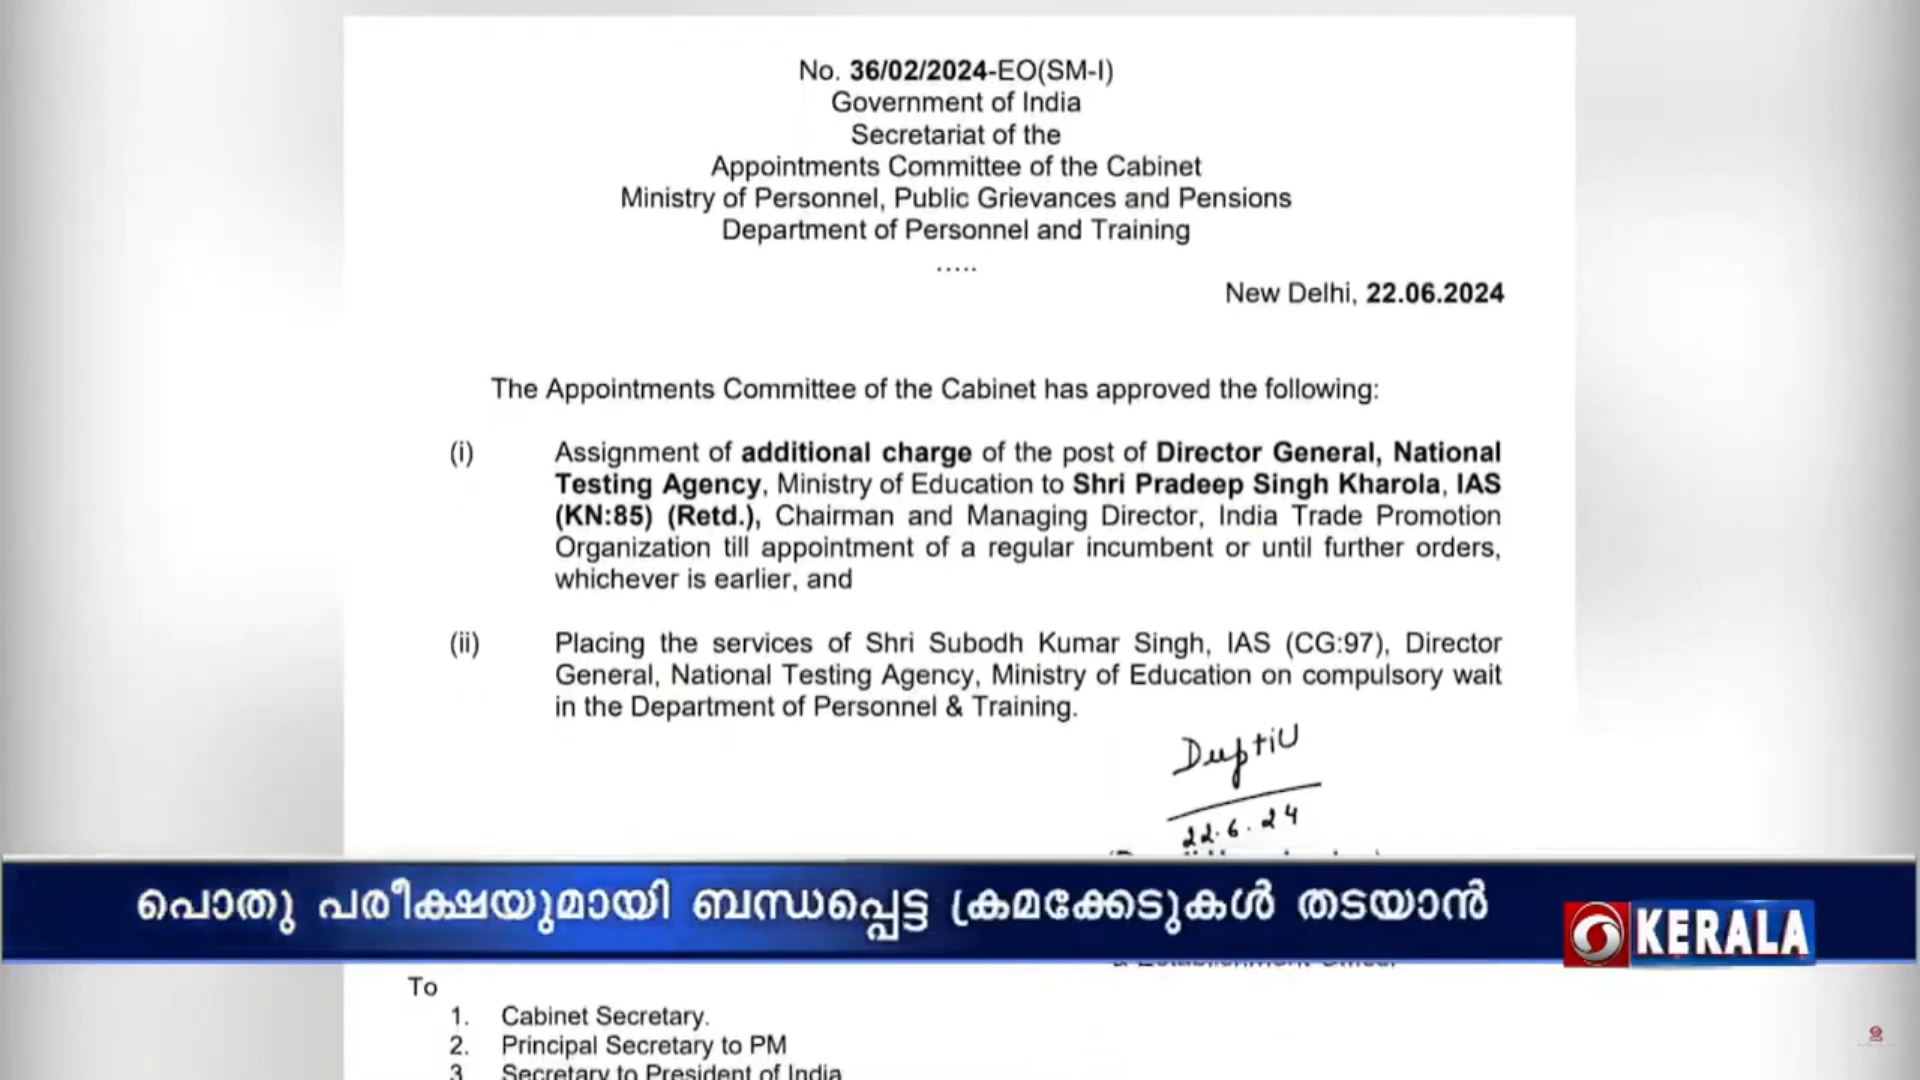 No. 36/02/2024-EO(SM-I)
Government of India
Secretariat of the
Appointments Committee of the Cabinet
Ministry of Personnel, Public Grievances and Pensions
Department of Personnel and Training
.....
New Delhi, 22.06.2024
The Appointments Committee of the Cabinet has approved the following:
(i) Assignment of additional charge of the post of Director General, National
Testing Agency, Ministry of Education to Shri Pradeep Singh Kharola, IAS
(KN:85) (Retd.), Chairman and Managing Director, India Trade Promotion
Organization till appointment of a regular incumbent or until further orders,
whichever is earlier, and
(ii) Placing the services of Shri Subodh Kumar Singh, IAS (CG:97), Director
General, National Testing Agency, Ministry of Education on compulsory wait
in the Department of Personnel & Training.
22.6.24
പൊതു പരീക്ഷയുമായി ബന്ധപ്പെട്ട ക്രമക്കേടുകൾ തടയാൻ
KERALA
To
1. Cabinet Secretary.
2. Principal Secretary to PM
3. Secretary to President of India